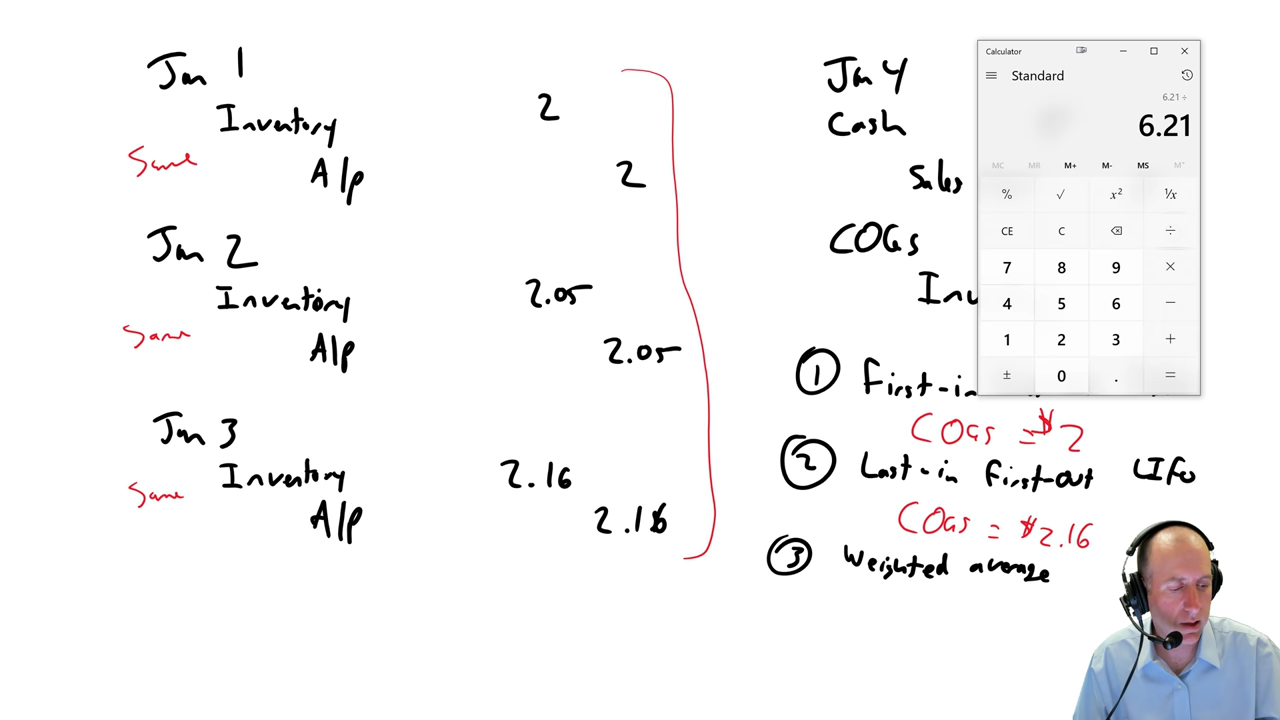 Jan 1
Inventory 2
Same
A/p 2
Jan 2
Inventory 2.05
Same
A/p 2.05
Jan 3
Inventory 2.16
Same
A/p 2.16
Jan 4
Cash
Sales
COGS
Inv
① First-in
COGS = $2
② Last-in First-out LIFO
COGS = $2.16
③ Weighted average
Calculator
Standard
6.21 ÷
6.21
MC MR M+ M- MS M˅
% √ x² ¹/x
CE C ÷
7 8 9 ×
4 5 6 −
1 2 3 +
± 0 . =